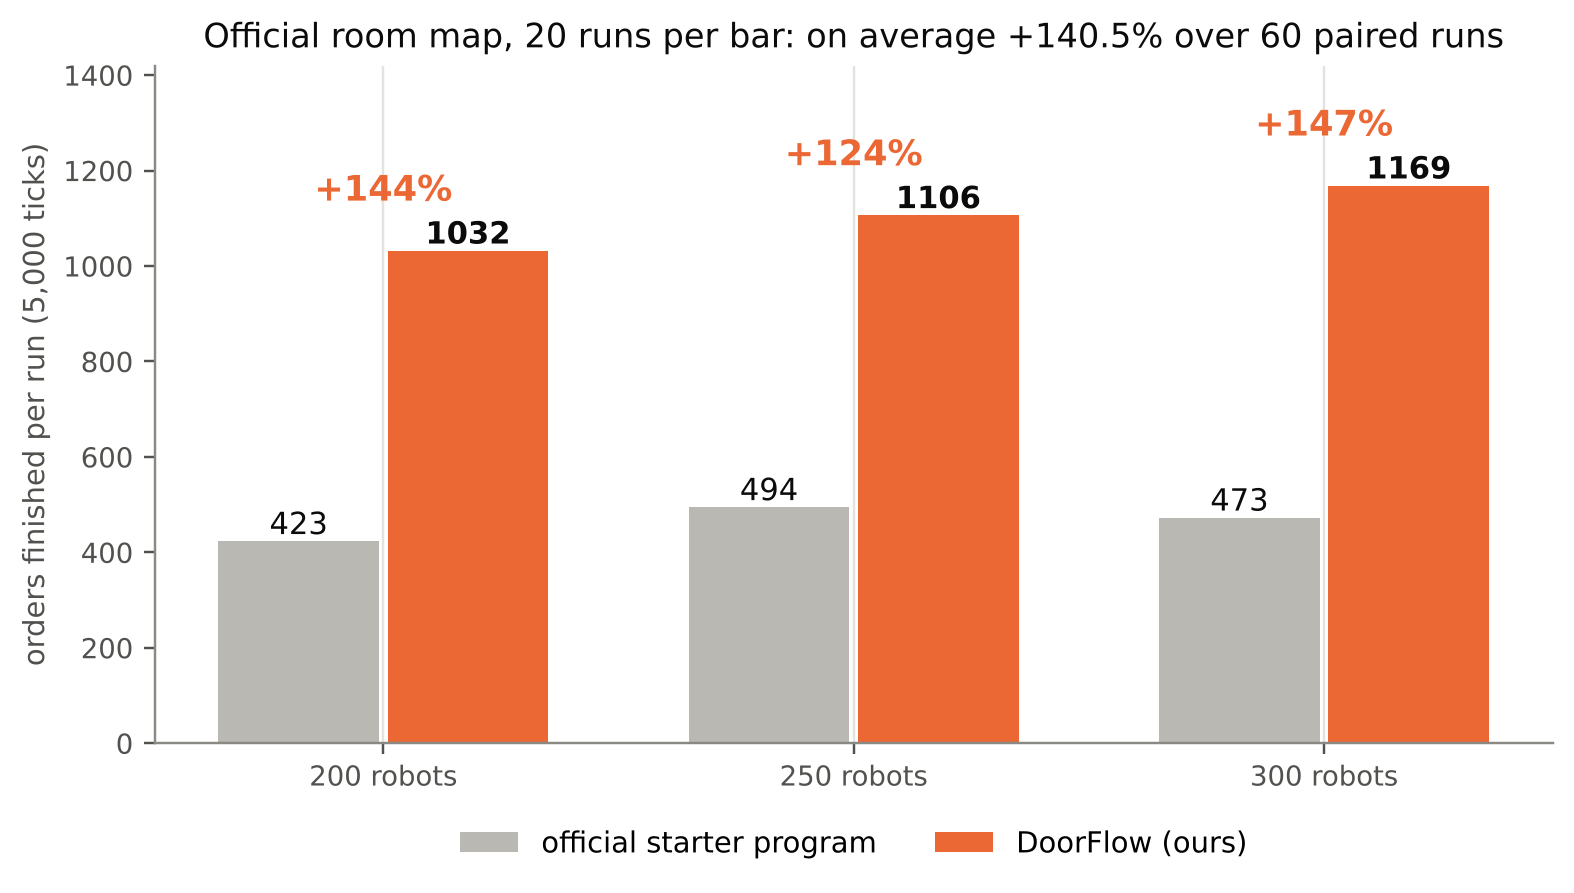 Official room map, 20 runs per bar: on average +140.5% over 60 paired runs
orders finished per run (5,000 ticks)
1400
1200
1000
800
600
400
200
0
+144%
+124%
+147%
423
1032
494
1106
473
1169
200 robots
250 robots
300 robots
official starter program
DoorFlow (ours)